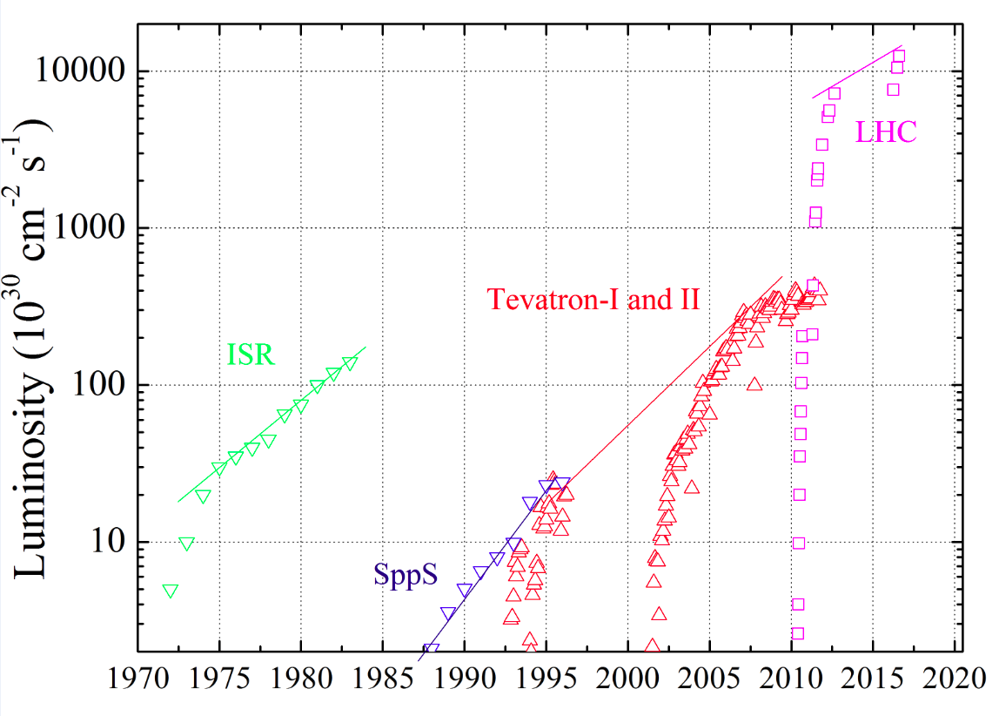 Luminosity (10^30 cm^-2 s^-1)
10000
1000
100
10
LHC
Tevatron-I and II
ISR
SppS
1970 1975 1980 1985 1990 1995 2000 2005 2010 2015 2020